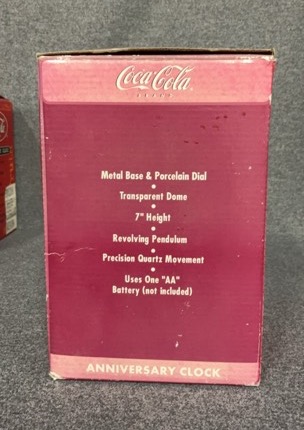 Coca-Cola
BRAND
Metal Base & Porcelain Dial
Transparent Dome
7" Height
Revolving Pendulum
Precision Quartz Movement
Uses One "AA"
Battery (not included)
ANNIVERSARY CLOCK